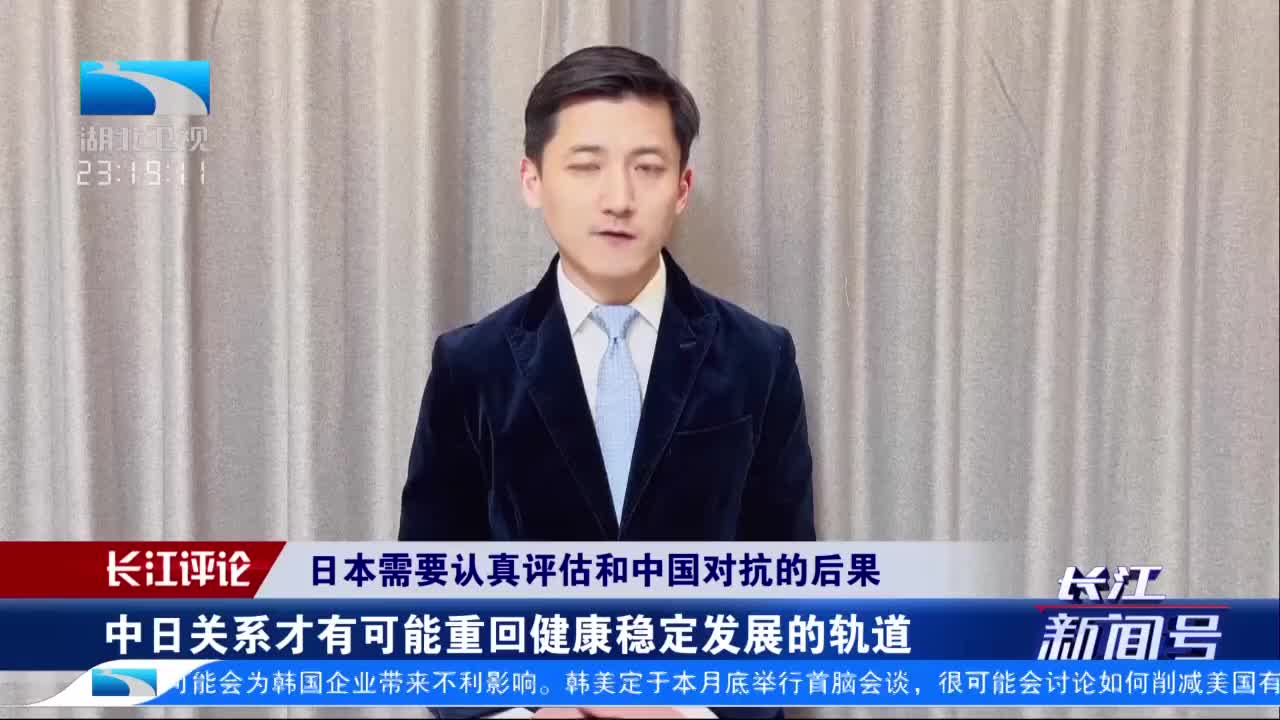 湖北卫视
23:19:11
长江评论
日本需要认真评估和中国对抗的后果
中日关系才有可能重回健康稳定发展的轨道
长江
新闻号
可能会为韩国企业带来不利影响。韩美定于本月底举行首脑会谈，很可能会讨论如何削减美国有